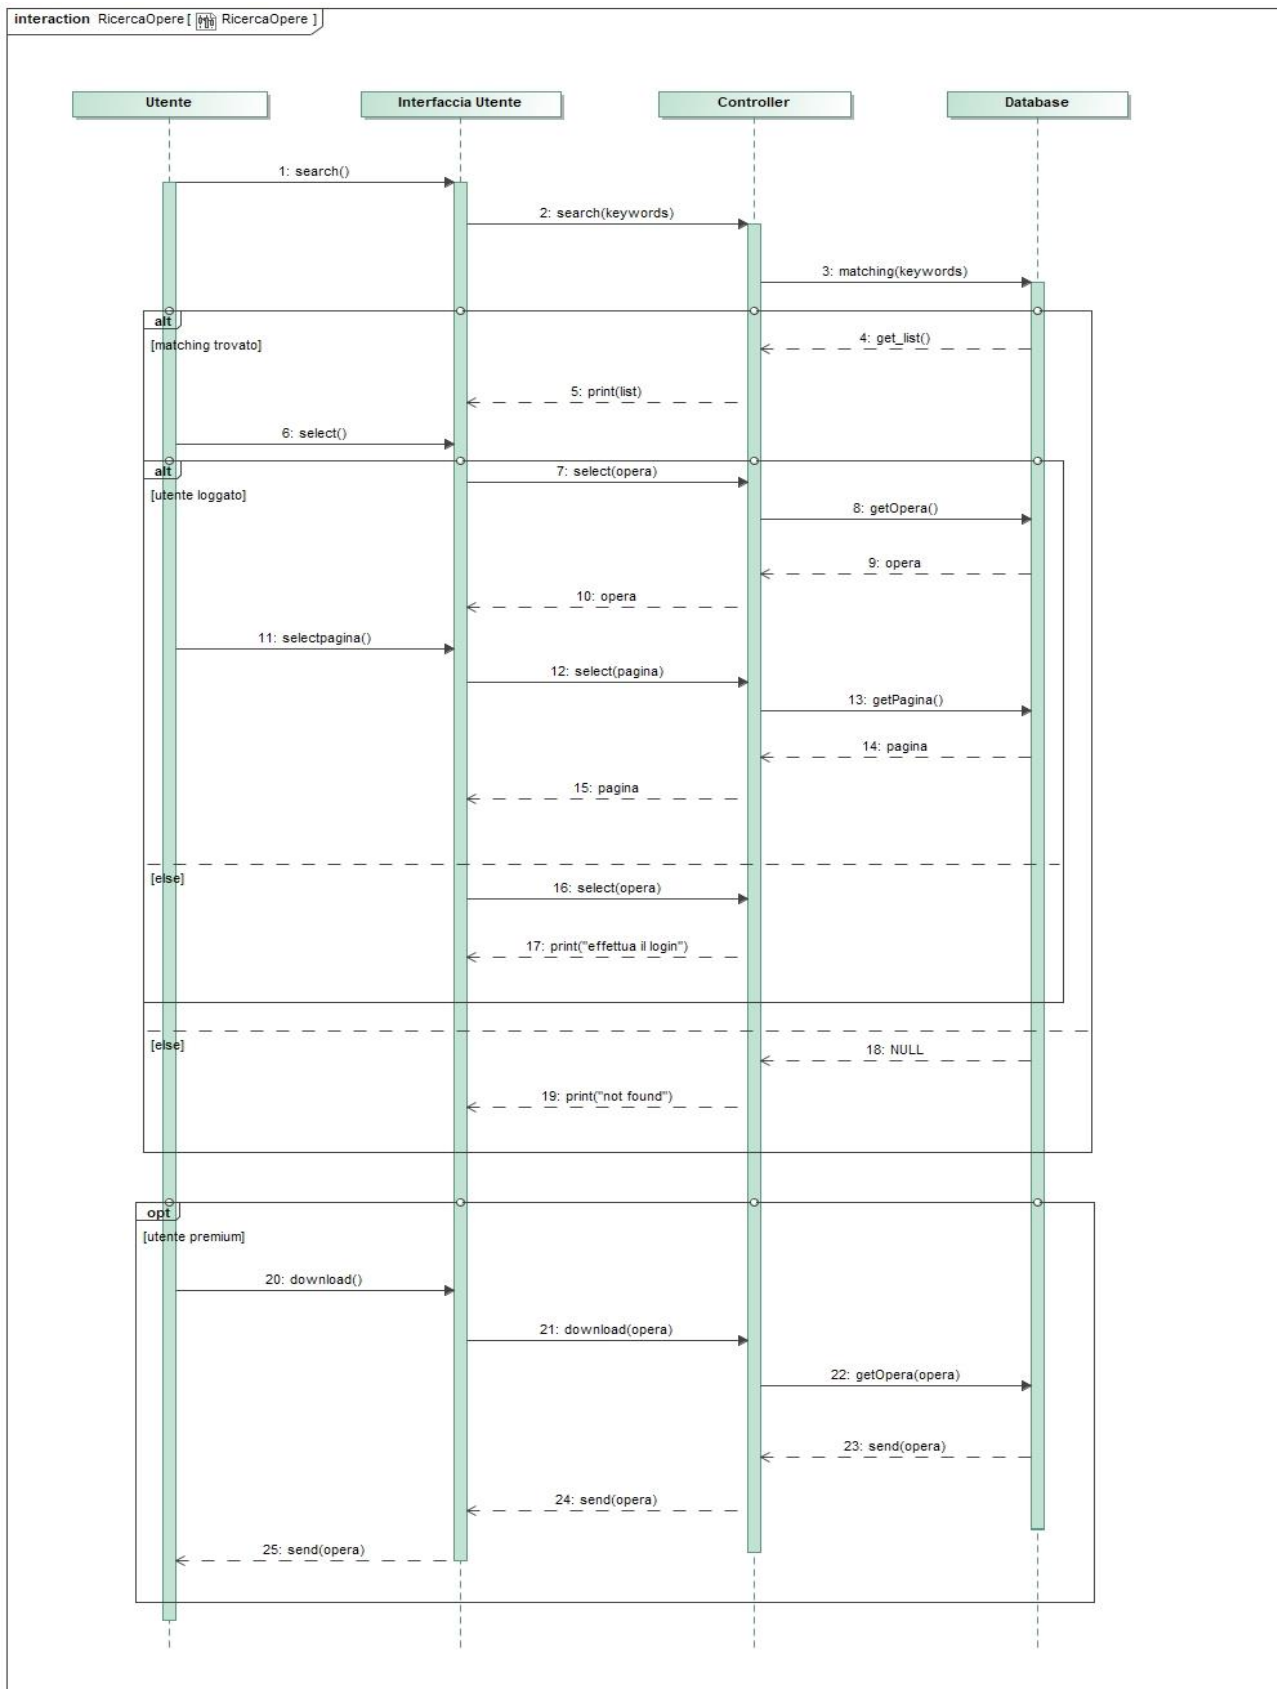 interaction RicercaOpere [ RicercaOpere ]
Utente
Interfaccia Utente
Controller
Database
1: search()
2: search(keywords)
3: matching(keywords)
alt
[matching trovato]
4: get_list()
5: print(list)
6: select()
alt
[utente loggato]
7: select(opera)
8: getOpera()
9: opera
10: opera
11: selectpagina()
12: select(pagina)
13: getPagina()
14: pagina
15: pagina
[else]
16: select(opera)
17: print("effettua il login")
[else]
18: NULL
19: print("not found")
opt
[utente premium]
20: download()
21: download(opera)
22: getOpera(opera)
23: send(opera)
24: send(opera)
25: send(opera)